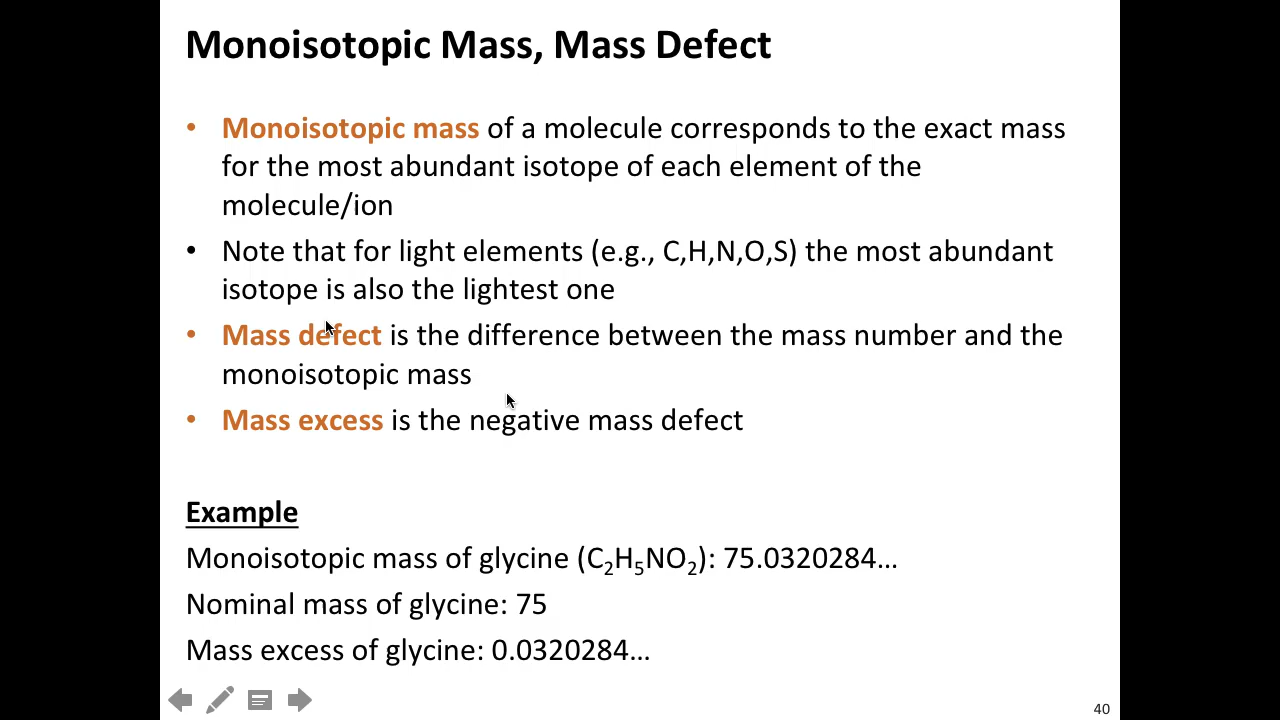 Monoisotopic Mass, Mass Defect
• Monoisotopic mass of a molecule corresponds to the exact mass
for the most abundant isotope of each element of the
molecule/ion
• Note that for light elements (e.g., C,H,N,O,S) the most abundant
isotope is also the lightest one
• Mass defect is the difference between the mass number and the
monoisotopic mass
• Mass excess is the negative mass defect
Example
Monoisotopic mass of glycine (C₂H₅NO₂): 75.0320284…
Nominal mass of glycine: 75
Mass excess of glycine: 0.0320284…
40